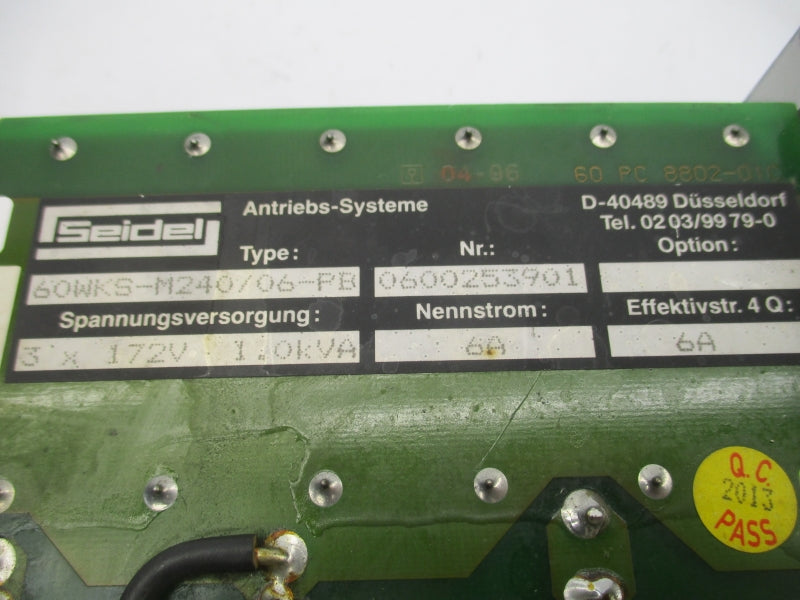 04-96 60 PC 8802-010
Seidel
Antriebs-Systeme
D-40489 Düsseldorf
Tel. 02 03/99 79-0
Type: Nr.: Option:
60WKS-M240/06-PB 0600253901
Spannungsversorgung: Nennstrom: Effektivstr. 4 Q:
3 x 172V 1.0kVA 6A 6A
Q.C.
2013
PASS